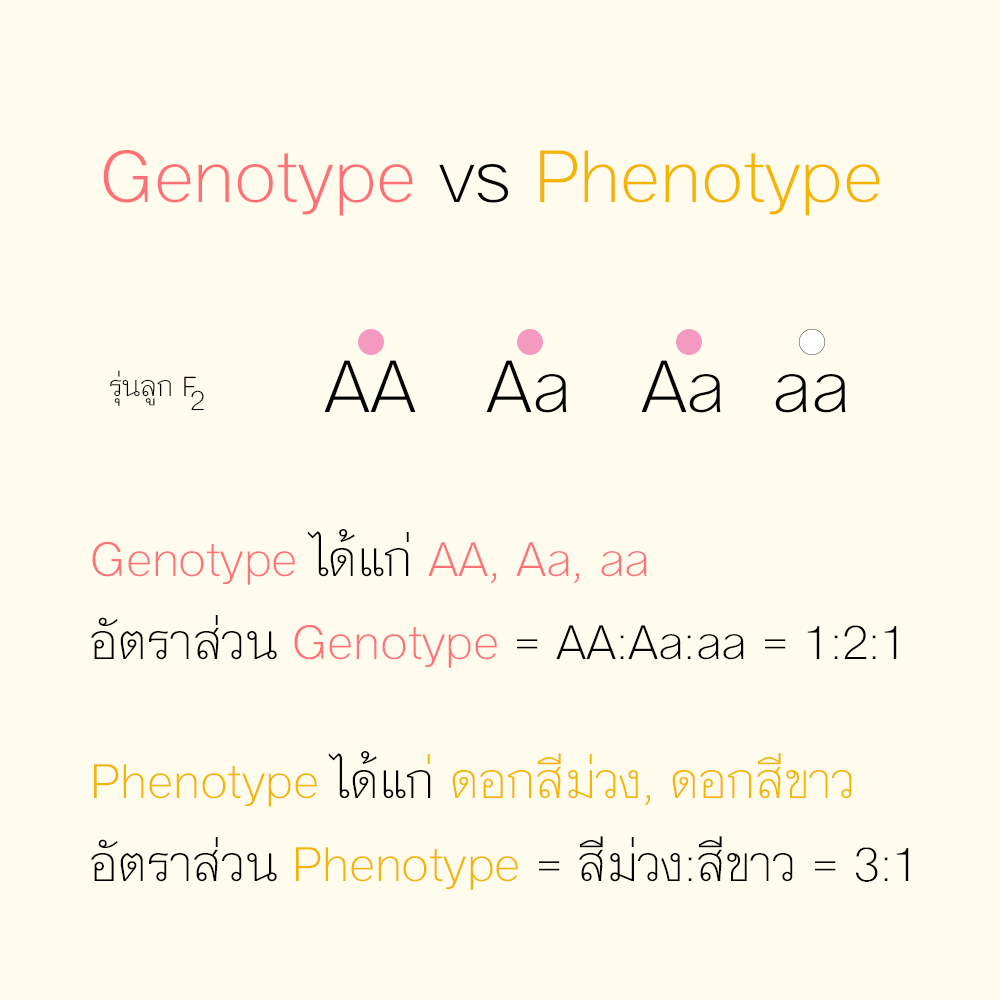 Genotype vs Phenotype
รุ่นลูก F2 AA Aa Aa aa
Genotype ได้แก่ AA, Aa, aa
อัตราส่วน Genotype = AA:Aa:aa = 1:2:1
Phenotype ได้แก่ ดอกสีม่วง, ดอกสีขาว
อัตราส่วน Phenotype = สีม่วง:สีขาว = 3:1